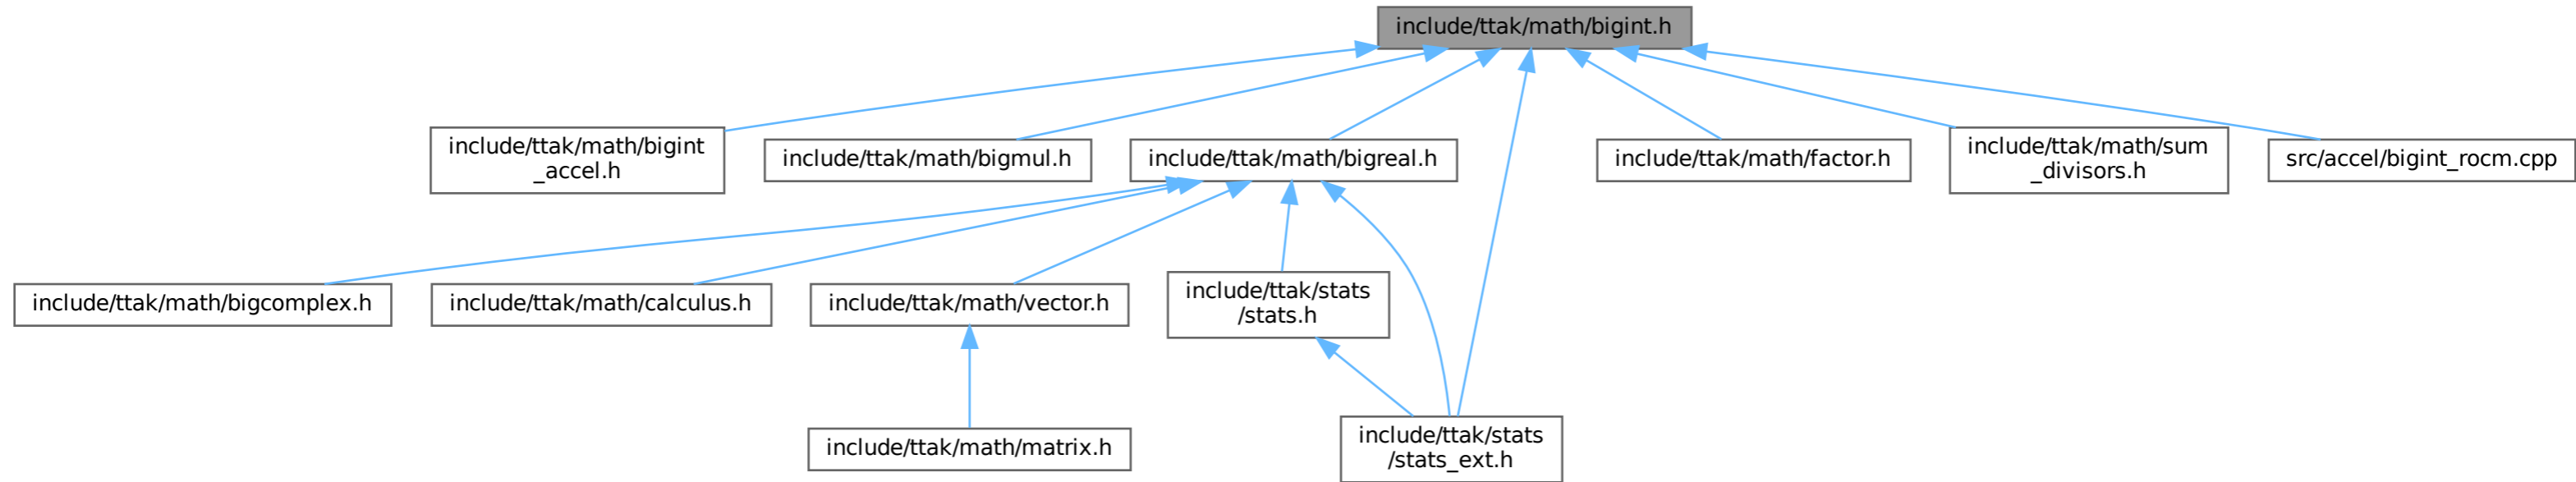 include/ttak/math/bigint.h
include/ttak/math/bigint
_accel.h
include/ttak/math/bigmul.h
include/ttak/math/bigreal.h
include/ttak/math/factor.h
include/ttak/math/sum
_divisors.h
src/accel/bigint_rocm.cpp
include/ttak/math/bigcomplex.h
include/ttak/math/calculus.h
include/ttak/math/vector.h
include/ttak/stats
/stats.h
include/ttak/math/matrix.h
include/ttak/stats
/stats_ext.h